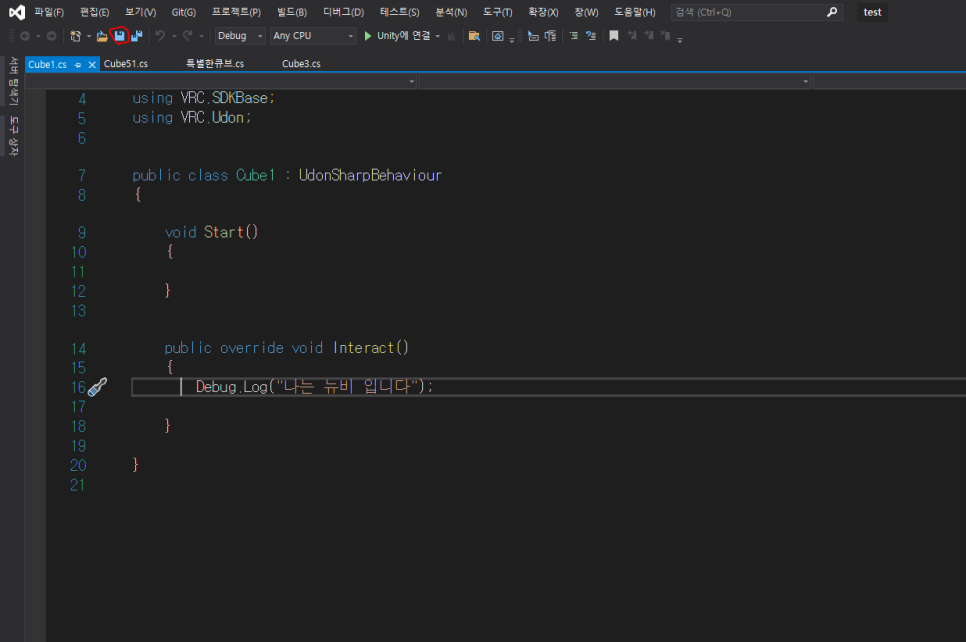 파일(F) 편집(E) 보기(V) Git(G) 프로젝트(P) 빌드(B) 디버그(D) 테스트(S) 분석(N) 도구(T) 확장(X) 창(W) 도움말(H) 검색 (Ctrl+Q) test
Debug Any CPU Unity에 연결
서버 탐색기
도구 상자
Cube1.cs Cube51.cs 특별한큐브.cs Cube3.cs
4 using VRC.SDKBase;
5 using VRC.Udon;
6
7 public class Cube1 : UdonSharpBehaviour
8 {
9 void Start()
10 {
11
12 }
13
14 public override void Interact()
15 {
16 Debug.Log("나는 뉴비 입니다");
17
18 }
19
20 }
21